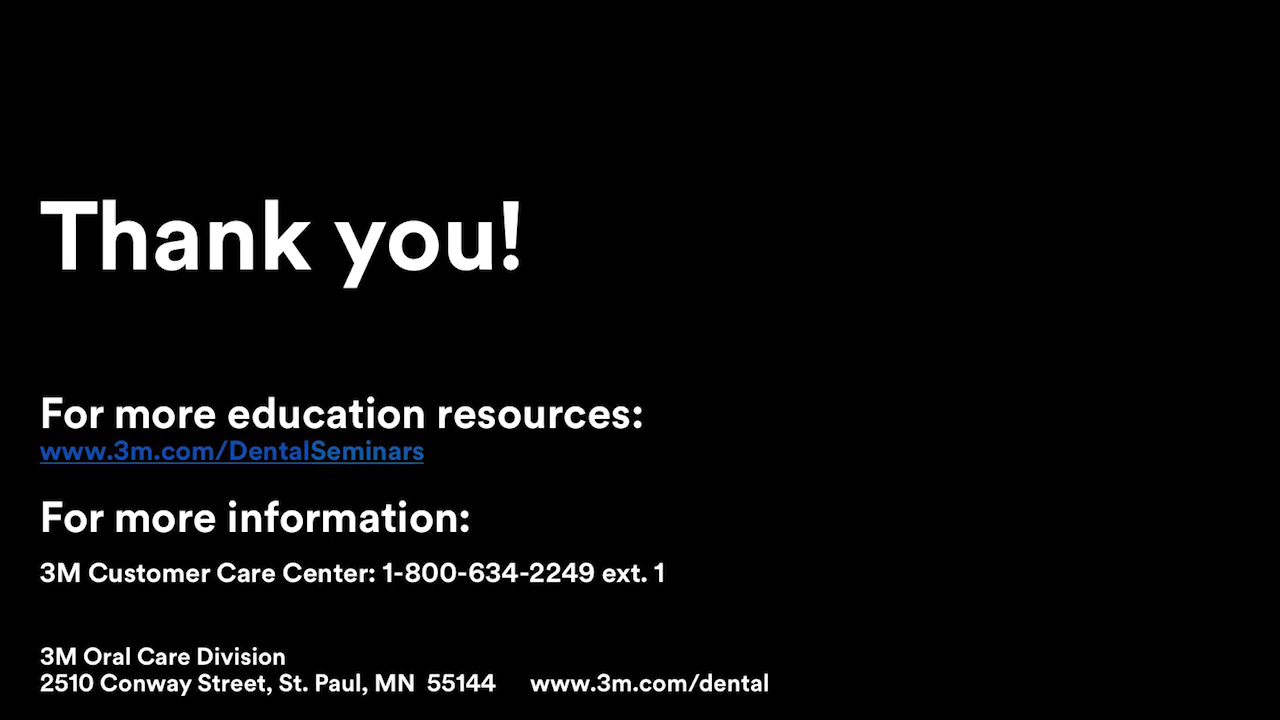 Thank you!
For more education resources:
www.3m.com/DentalSeminars
For more information:
3M Customer Care Center: 1-800-634-2249 ext. 1
3M Oral Care Division
2510 Conway Street, St. Paul, MN 55144 www.3m.com/dental